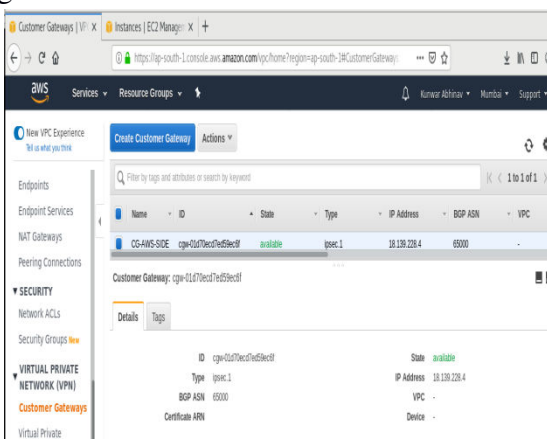 Customer Gateways | VP X
Instances | EC2 Manager X +
https://ap-south-1.console.aws.amazon.com/vpc/home?region=ap-south-1#CustomerGateway: ...
aws Services Resource Groups Kunwar Abhinav Mumbai Support
New VPC Experience
Tell us what you think
Create Customer Gateway Actions
Filter by tags and attributes or search by keyword
1 to 1 of 1
Name ID State Type IP Address BGP ASN VPC
CG-AWS-SIDE cgw-01d70ecd7ed59ec6f available ipsec.1 18.139.228.4 65000 -
Customer Gateway: cgw-01d70ecd7ed59ec6f
Details Tags
ID cgw-01d70ecd7ed59ec6f State available
Type ipsec.1 IP Address 18.139.228.4
BGP ASN 65000 VPC -
Certificate ARN Device -
Endpoints
Endpoint Services
NAT Gateways
Peering Connections
SECURITY
Network ACLs
Security Groups New
VIRTUAL PRIVATE
NETWORK (VPN)
Customer Gateways
Virtual Private